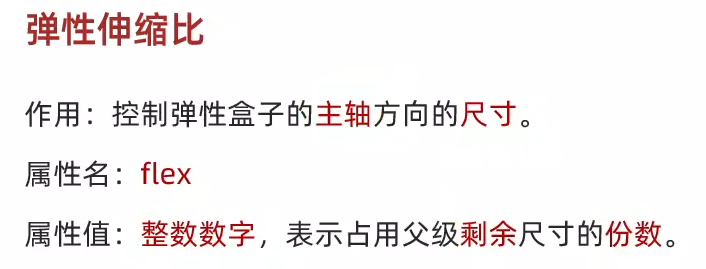 弹性伸缩比
作用：控制弹性盒子的主轴方向的尺寸。
属性名：flex
属性值：整数数字，表示占用父级剩余尺寸的份数。